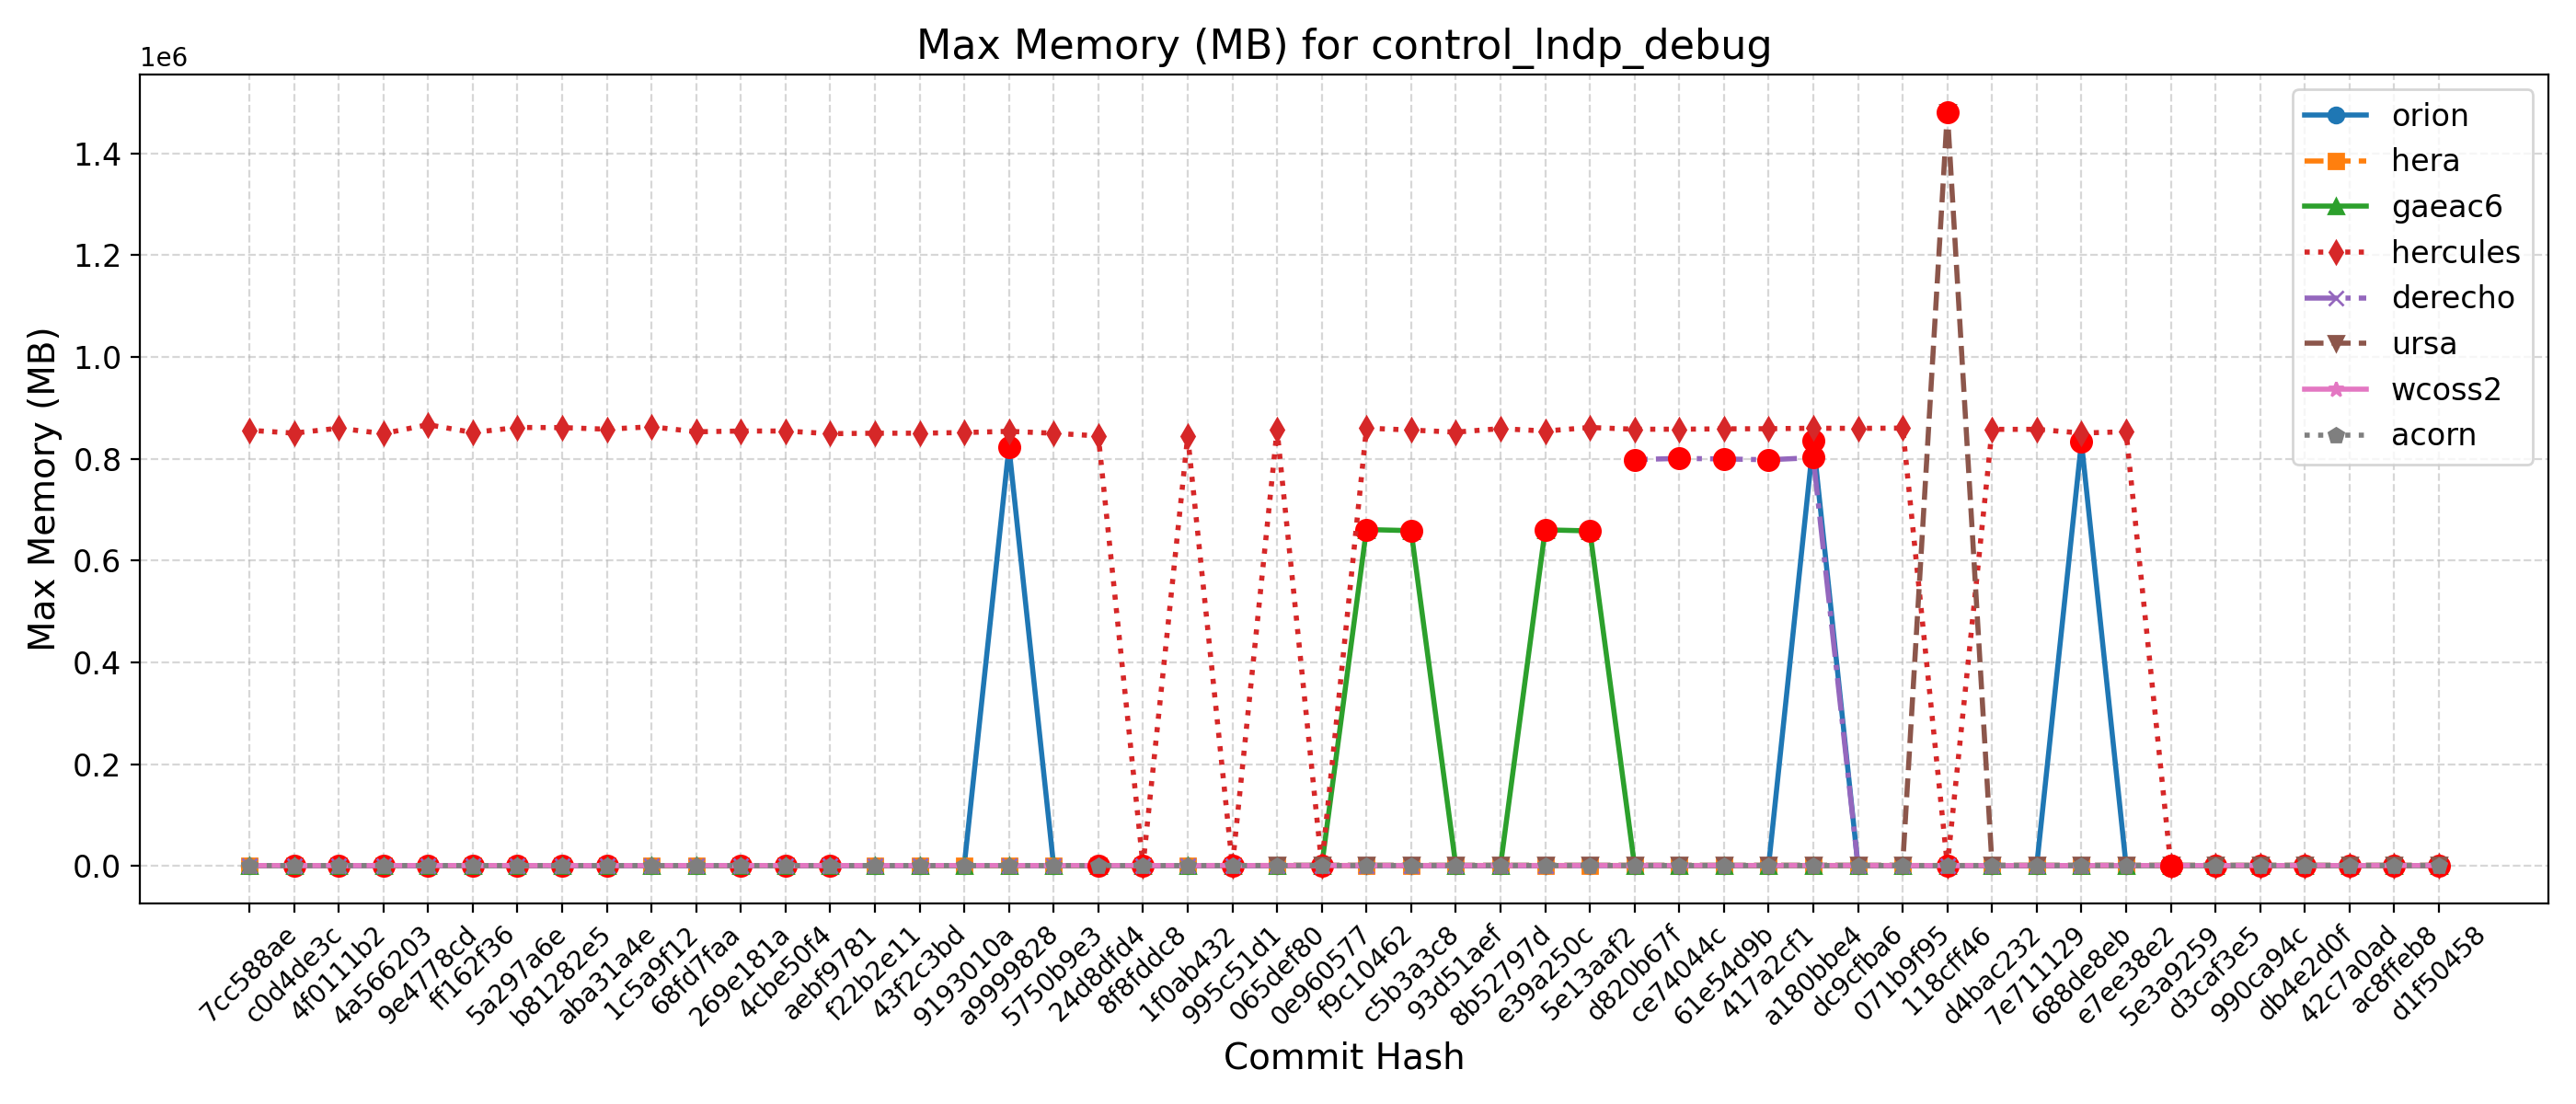 Max Memory (MB) for control_lndp_debug
1e6
1.4
1.2
1.0
0.8
0.6
0.4
0.2
0.0
Max Memory (MB)
orion
hera
gaeac6
hercules
derecho
ursa
wcoss2
acorn
7cc588ae
c0d4de3c
4f0111b2
4a566203
9e4778cd
ff162f36
5a297a6e
b81282e5
aba31a4e
1c5a9f12
68fd7faa
269e181a
4cbe50f4
aebf9781
f22b2e11
43f2c3bd
9193010a
a9999828
5750b9e3
24d8dfd4
8f8fddc8
1f0ab432
995c51d1
065def80
0e960577
f9c10462
c5b3a3c8
93d51aef
8b52797d
e39a250c
5e13aaf2
d820b67f
ce74044c
61e54d9b
417a2cf1
a180bbe4
dc9cfba6
071b9f95
118cff46
d4bac232
7e711129
688de8eb
e7ee38e2
5e3a9259
d3caf3e5
990ca94c
db4e2d0f
42c7a0ad
ac8ffeb8
d1f50458
Commit Hash